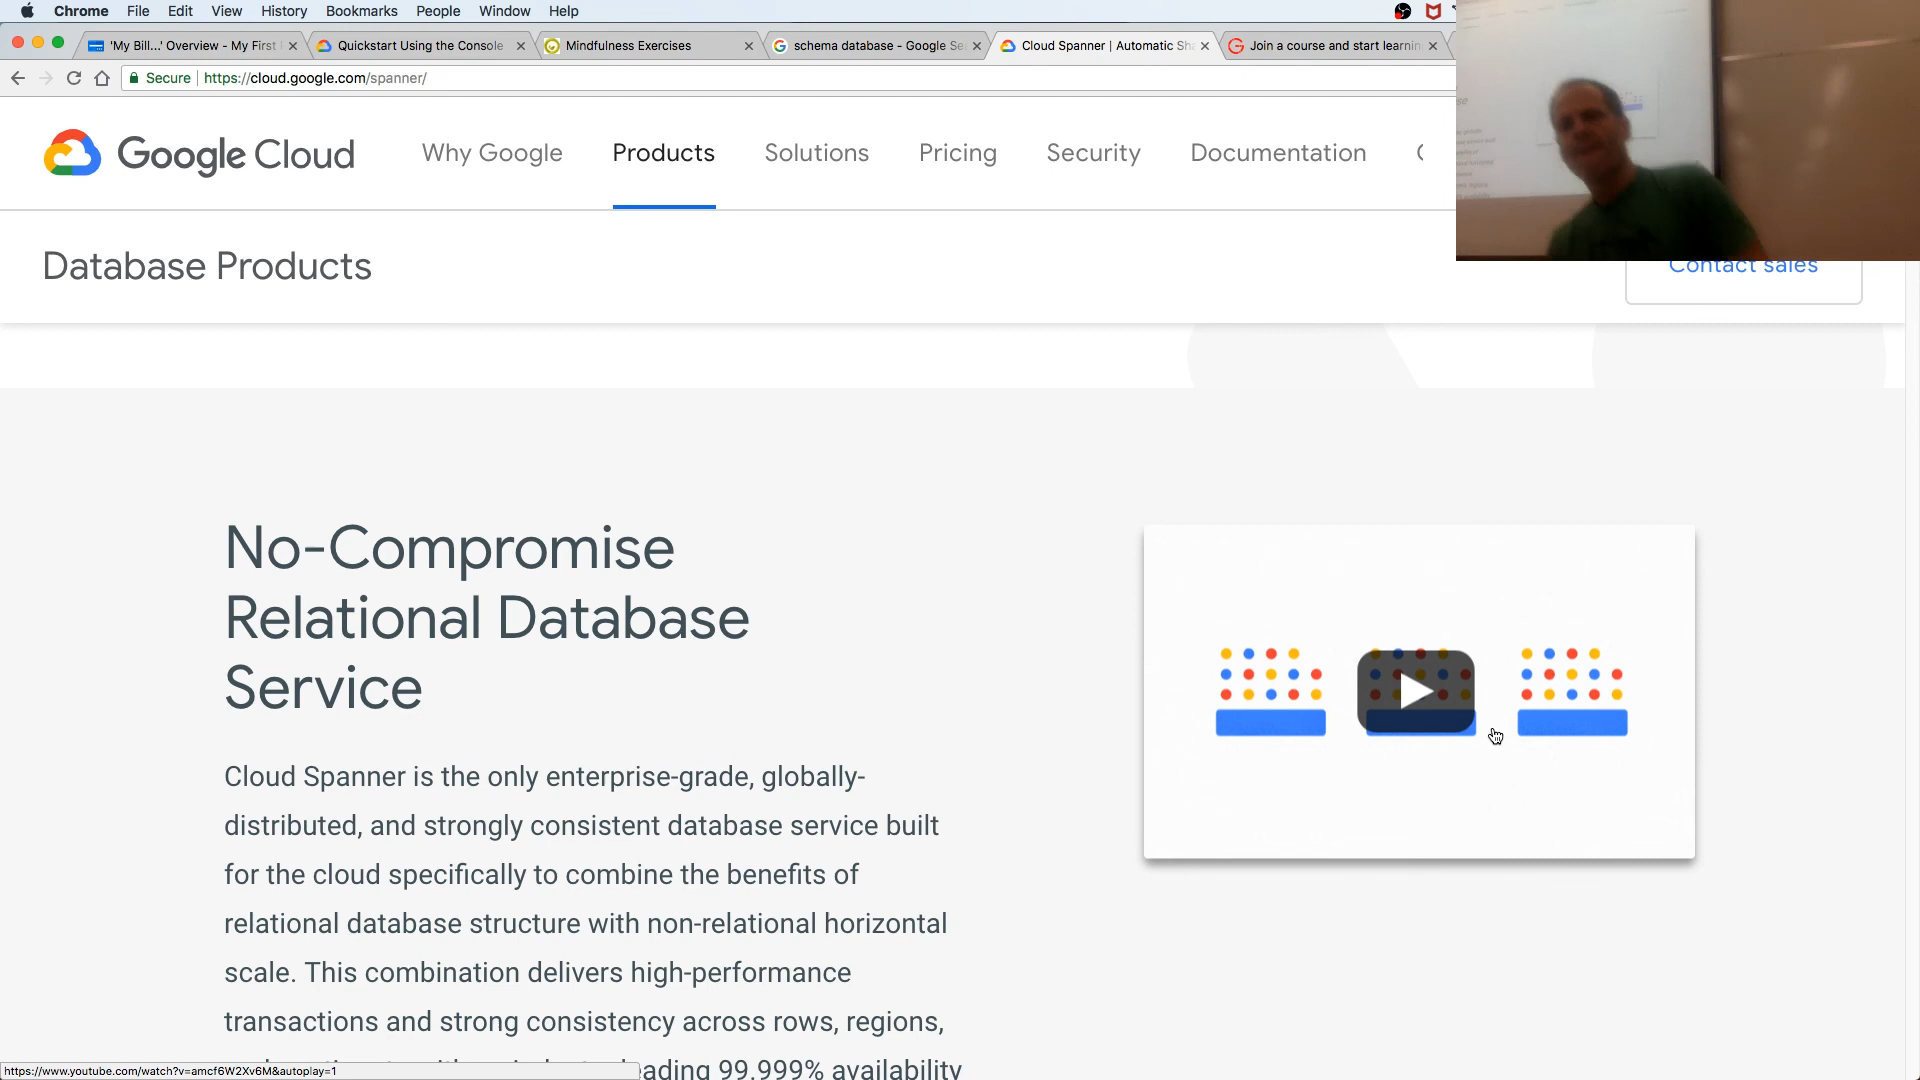 Chrome File Edit View History Bookmarks People Window Help
'My Bill...' Overview - My First
Quickstart Using the Console
Mindfulness Exercises
schema database - Google Se
Cloud Spanner | Automatic Sha
Join a course and start learnin
Secure https://cloud.google.com/spanner/
Google Cloud
Why Google Products Solutions Pricing Security Documentation
Database Products
Contact sales
No-Compromise
Relational Database
Service
Cloud Spanner is the only enterprise-grade, globally-
distributed, and strongly consistent database service built
for the cloud specifically to combine the benefits of
relational database structure with non-relational horizontal
scale. This combination delivers high-performance
transactions and strong consistency across rows, regions,
eading 99.999% availability
https://www.youtube.com/watch?v=amcf6W2Xv6M&autoplay=1